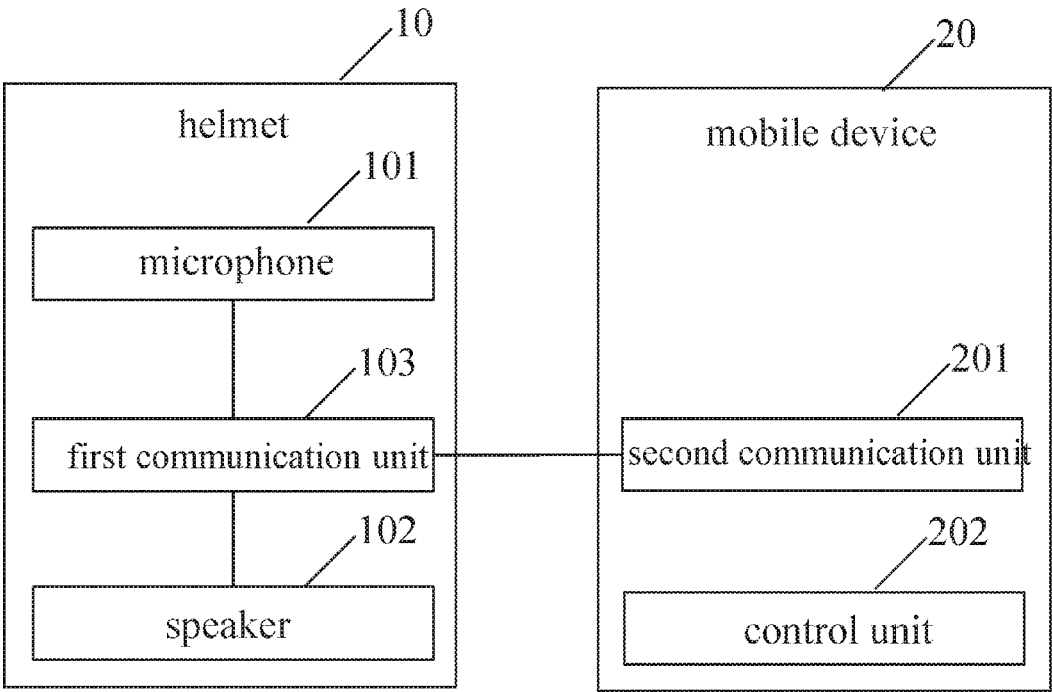 10
helmet
101
microphone
103
first communication unit
102
speaker
20
mobile device
201
second communication unit
202
control unit